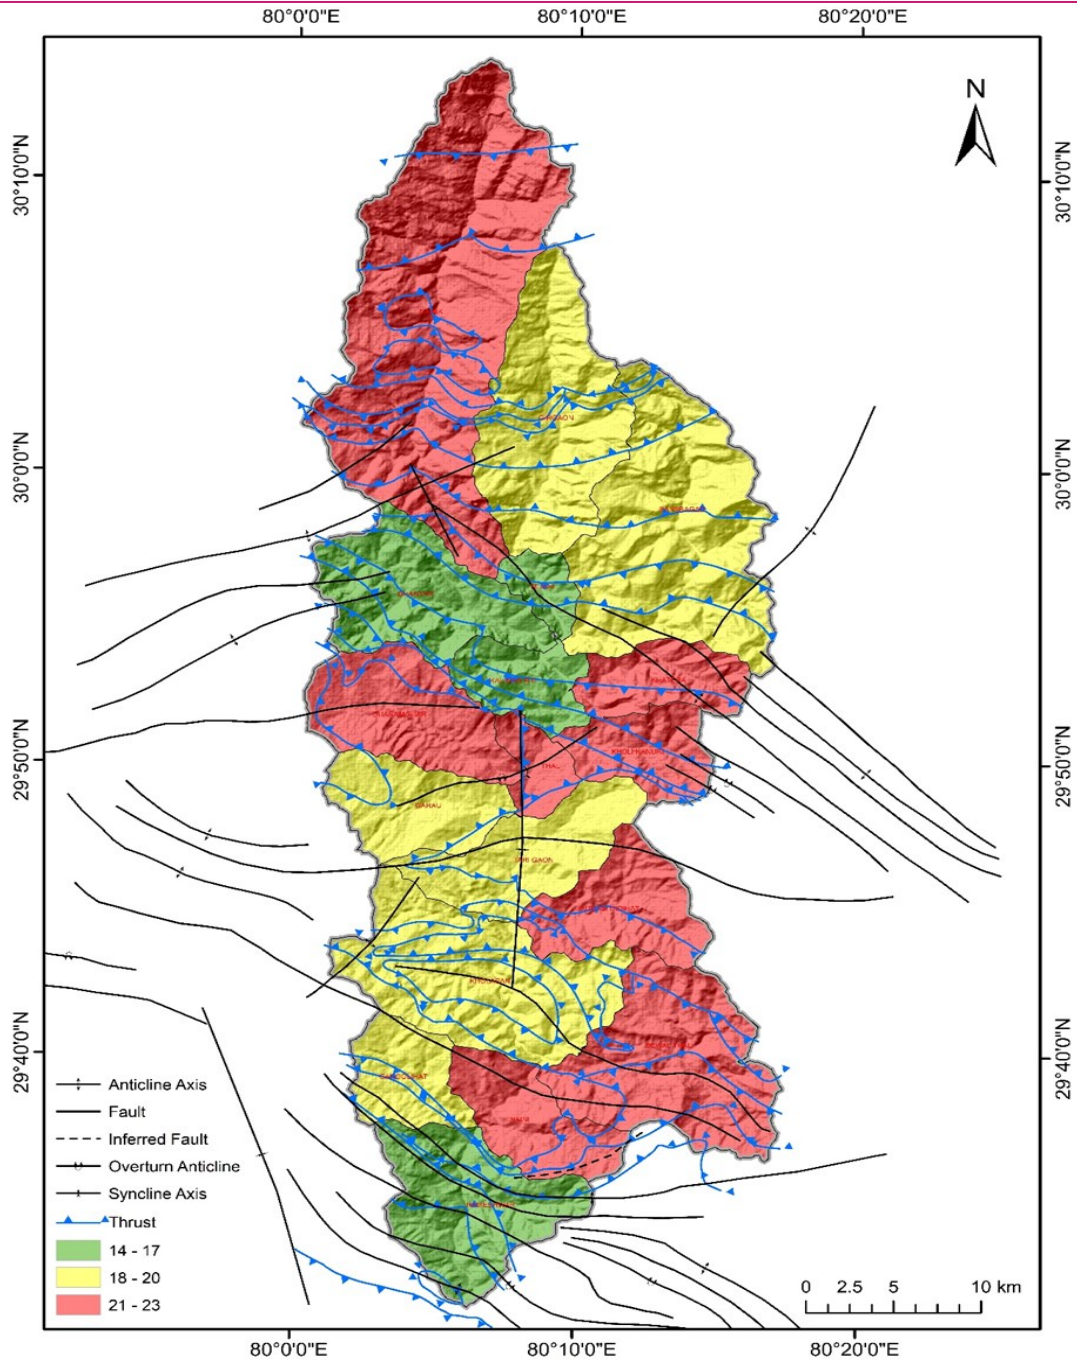 80°0'0"E 80°10'0"E 80°20'0"E
N
30°10'0"N 30°10'0"N
30°0'0"N 30°0'0"N
29°50'0"N 29°50'0"N
THAL
GARAU
29°40'0"N 29°40'0"N
Anticline Axis
Fault
Inferred Fault
Overturn Anticline
Syncline Axis
Thrust
14 - 17
18 - 20
21 - 23
0 2.5 5 10 km
80°0'0"E 80°10'0"E 80°20'0"E